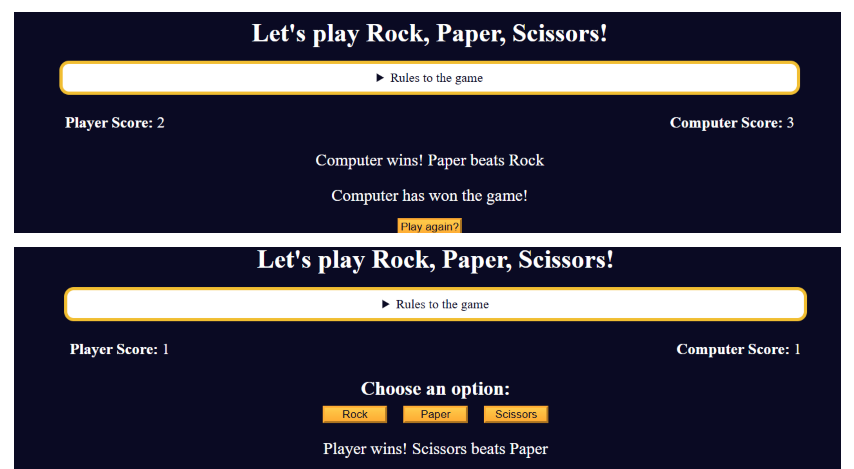 Let's play Rock, Paper, Scissors!
▶ Rules to the game
Player Score: 2 Computer Score: 3
Computer wins! Paper beats Rock
Computer has won the game!
Play again?
Let's play Rock, Paper, Scissors!
▶ Rules to the game
Player Score: 1 Computer Score: 1
Choose an option:
Rock Paper Scissors
Player wins! Scissors beats Paper